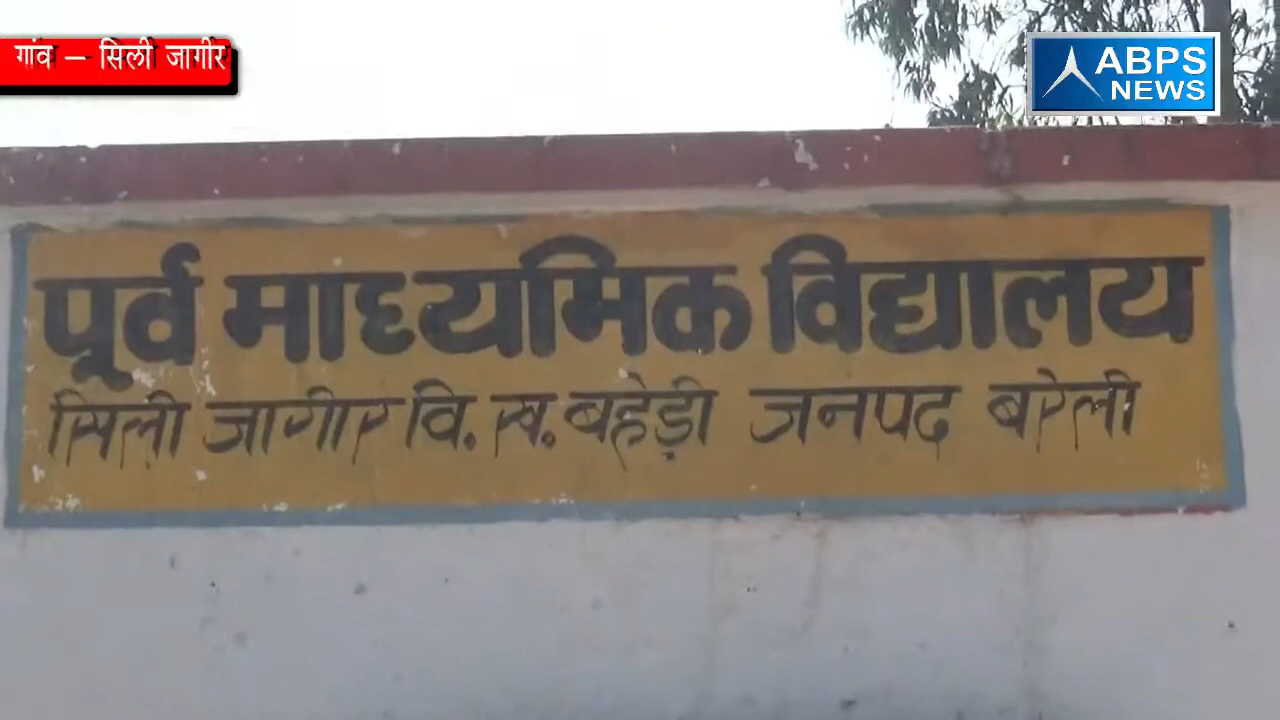 गांव – सिली जागीर
ABPS
NEWS
पूर्व माध्यमिक विद्यालय
सिली जागीर वि. ख. बहेड़ी जनपद बरेली